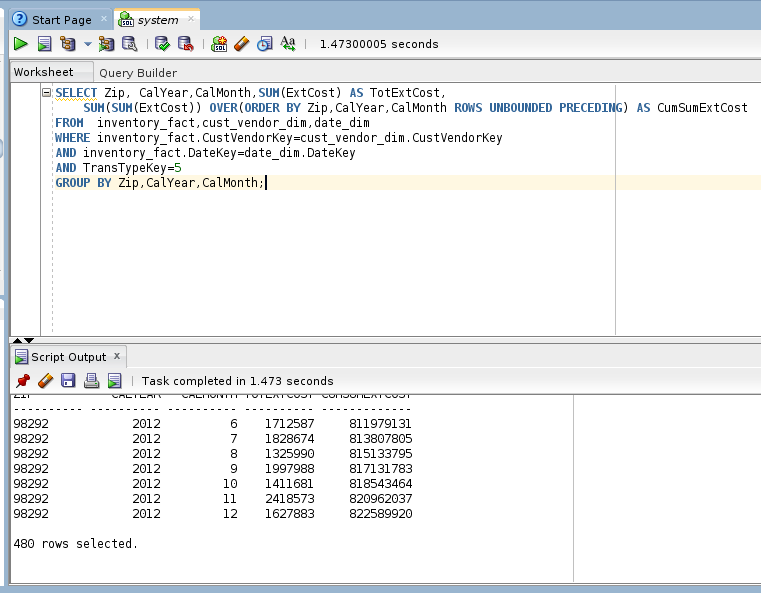 Start Page
system
1.47300005 seconds
Worksheet Query Builder
SELECT Zip, CalYear,CalMonth,SUM(ExtCost) AS TotExtCost,
SUM(SUM(ExtCost)) OVER(ORDER BY Zip,CalYear,CalMonth ROWS UNBOUNDED PRECEDING) AS CumSumExtCost
FROM inventory_fact,cust_vendor_dim,date_dim
WHERE inventory_fact.CustVendorKey=cust_vendor_dim.CustVendorKey
AND inventory_fact.DateKey=date_dim.DateKey
AND TransTypeKey=5
GROUP BY Zip,CalYear,CalMonth;
Script Output
Task completed in 1.473 seconds
ZIP CALYEAR CALMONTH TOTEXTCOST CUMSUMEXTCOST
---------- ---------- ---------- ---------- -------------
98292 2012 6 1712587 811979131
98292 2012 7 1828674 813807805
98292 2012 8 1325990 815133795
98292 2012 9 1997988 817131783
98292 2012 10 1411681 818543464
98292 2012 11 2418573 820962037
98292 2012 12 1627883 822589920
480 rows selected.